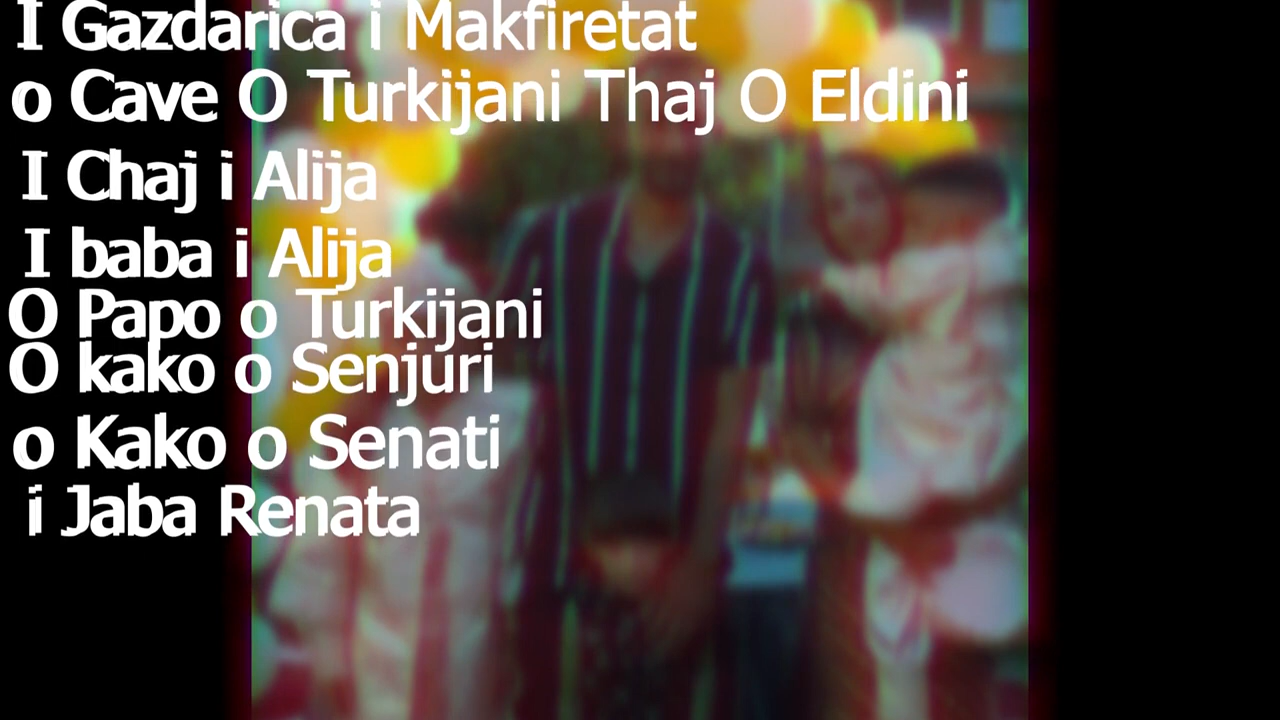 I Gazdarica i Makfiretat
o Cave O Turkijani Thaj O Eldini
I Chaj i Alija
I baba i Alija
O Papo o Turkijani
O kako o Senjuri
o Kako o Senati
i Jaba Renata